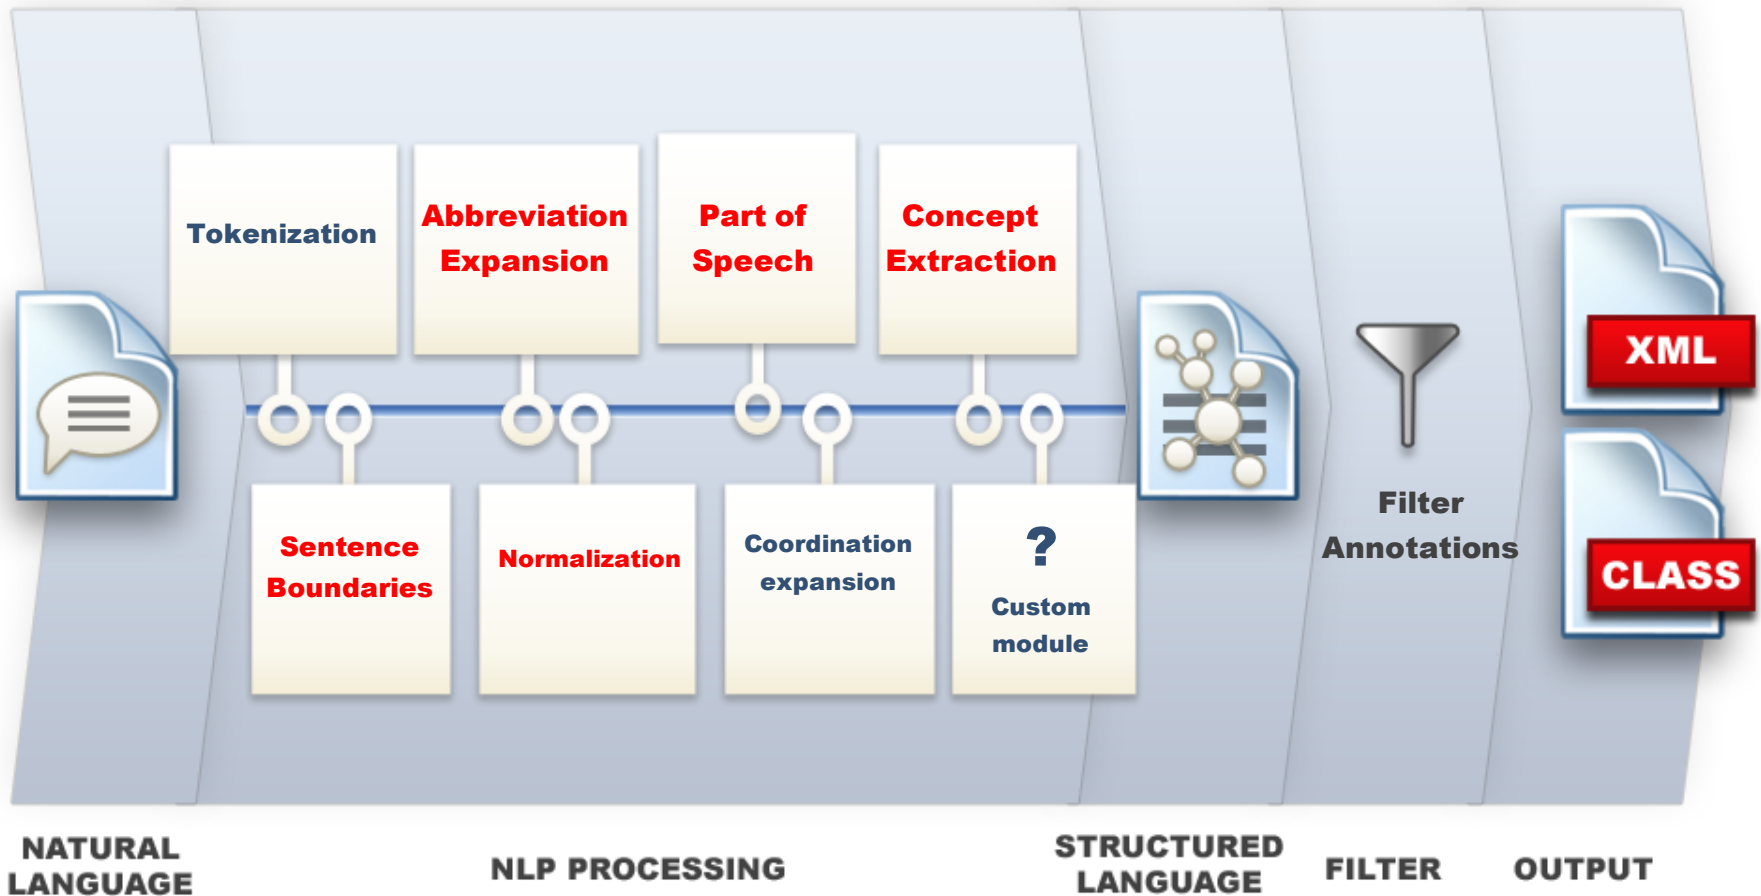 Tokenization
Abbreviation
Expansion
Part of
Speech
Concept
Extraction
Sentence
Boundaries
Normalization
Coordination
expansion
?
Custom
module
Filter
Annotations
XML
CLASS
NATURAL
LANGUAGE
NLP PROCESSING
STRUCTURED
LANGUAGE
FILTER
OUTPUT